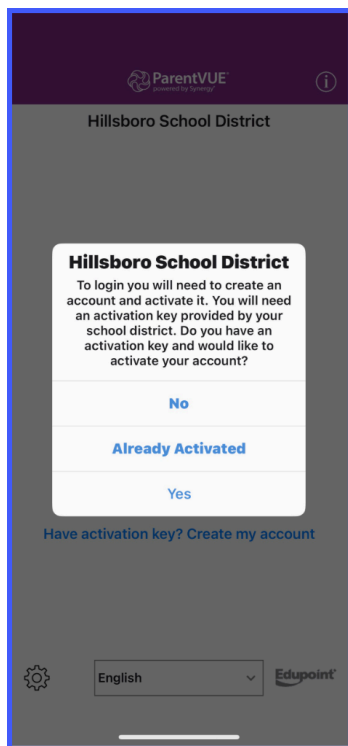 ParentVUE
powered by Synergy
Hillsboro School District
Hillsboro School District
To login you will need to create an
account and activate it. You will need
an activation key provided by your
school district. Do you have an
activation key and would like to
activate your account?
No
Already Activated
Yes
Have activation key? Create my account
English
Edupoint